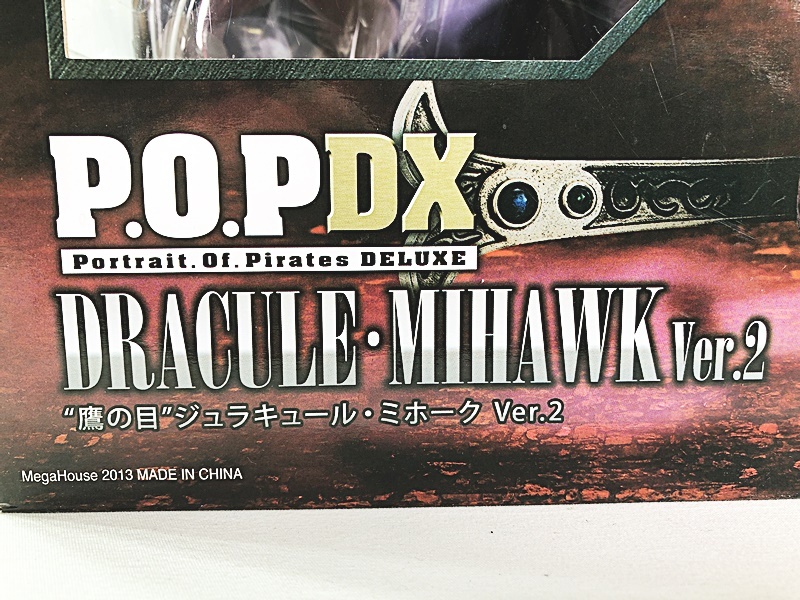 P.O.PDX
Portrait.Of.Pirates DELUXE
DRACULE・MIHAWK Ver.2
“鷹の目”ジュラキュール・ミホーク Ver.2
MegaHouse 2013 MADE IN CHINA